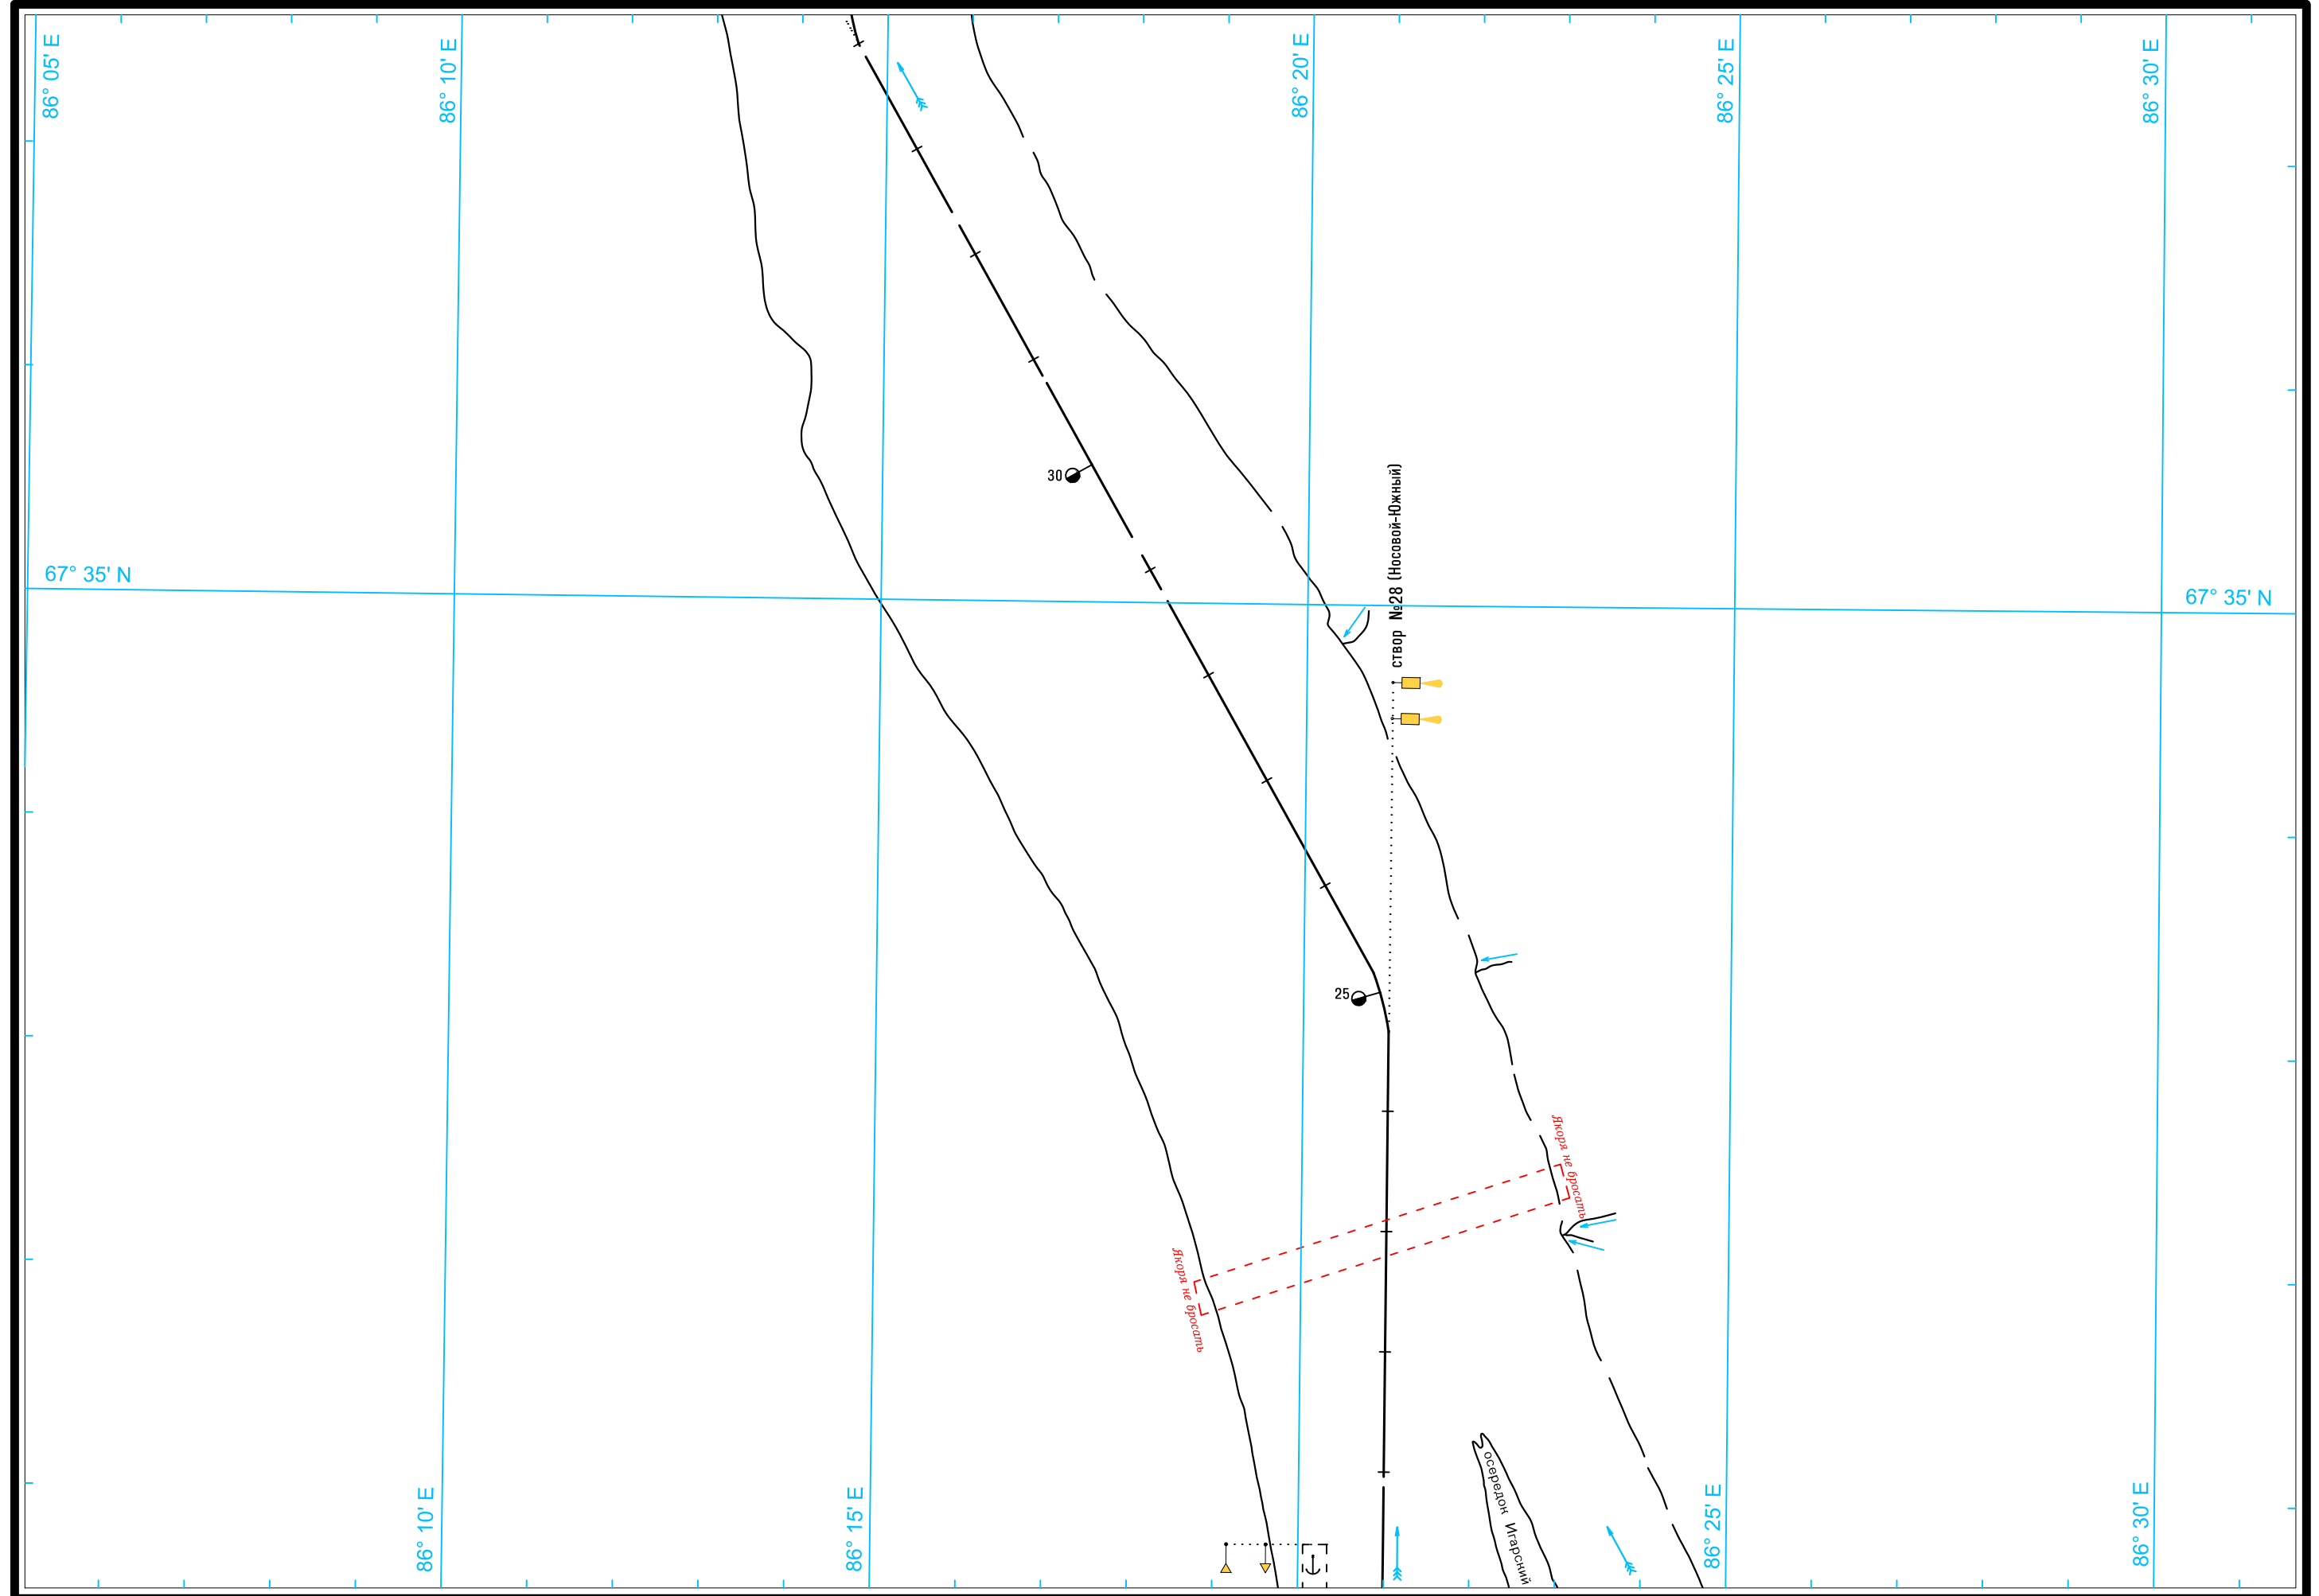 86° 05' E
86° 10' E
86° 20' E
86° 25' E
86° 30' E
30
створ №28 (Носовой-Южный)
67° 35' N
67° 35' N
25
Якоря не бросать
Якоря не бросать
осередок Игарский
86° 10' E
86° 15' E
86° 25' E
86° 30' E